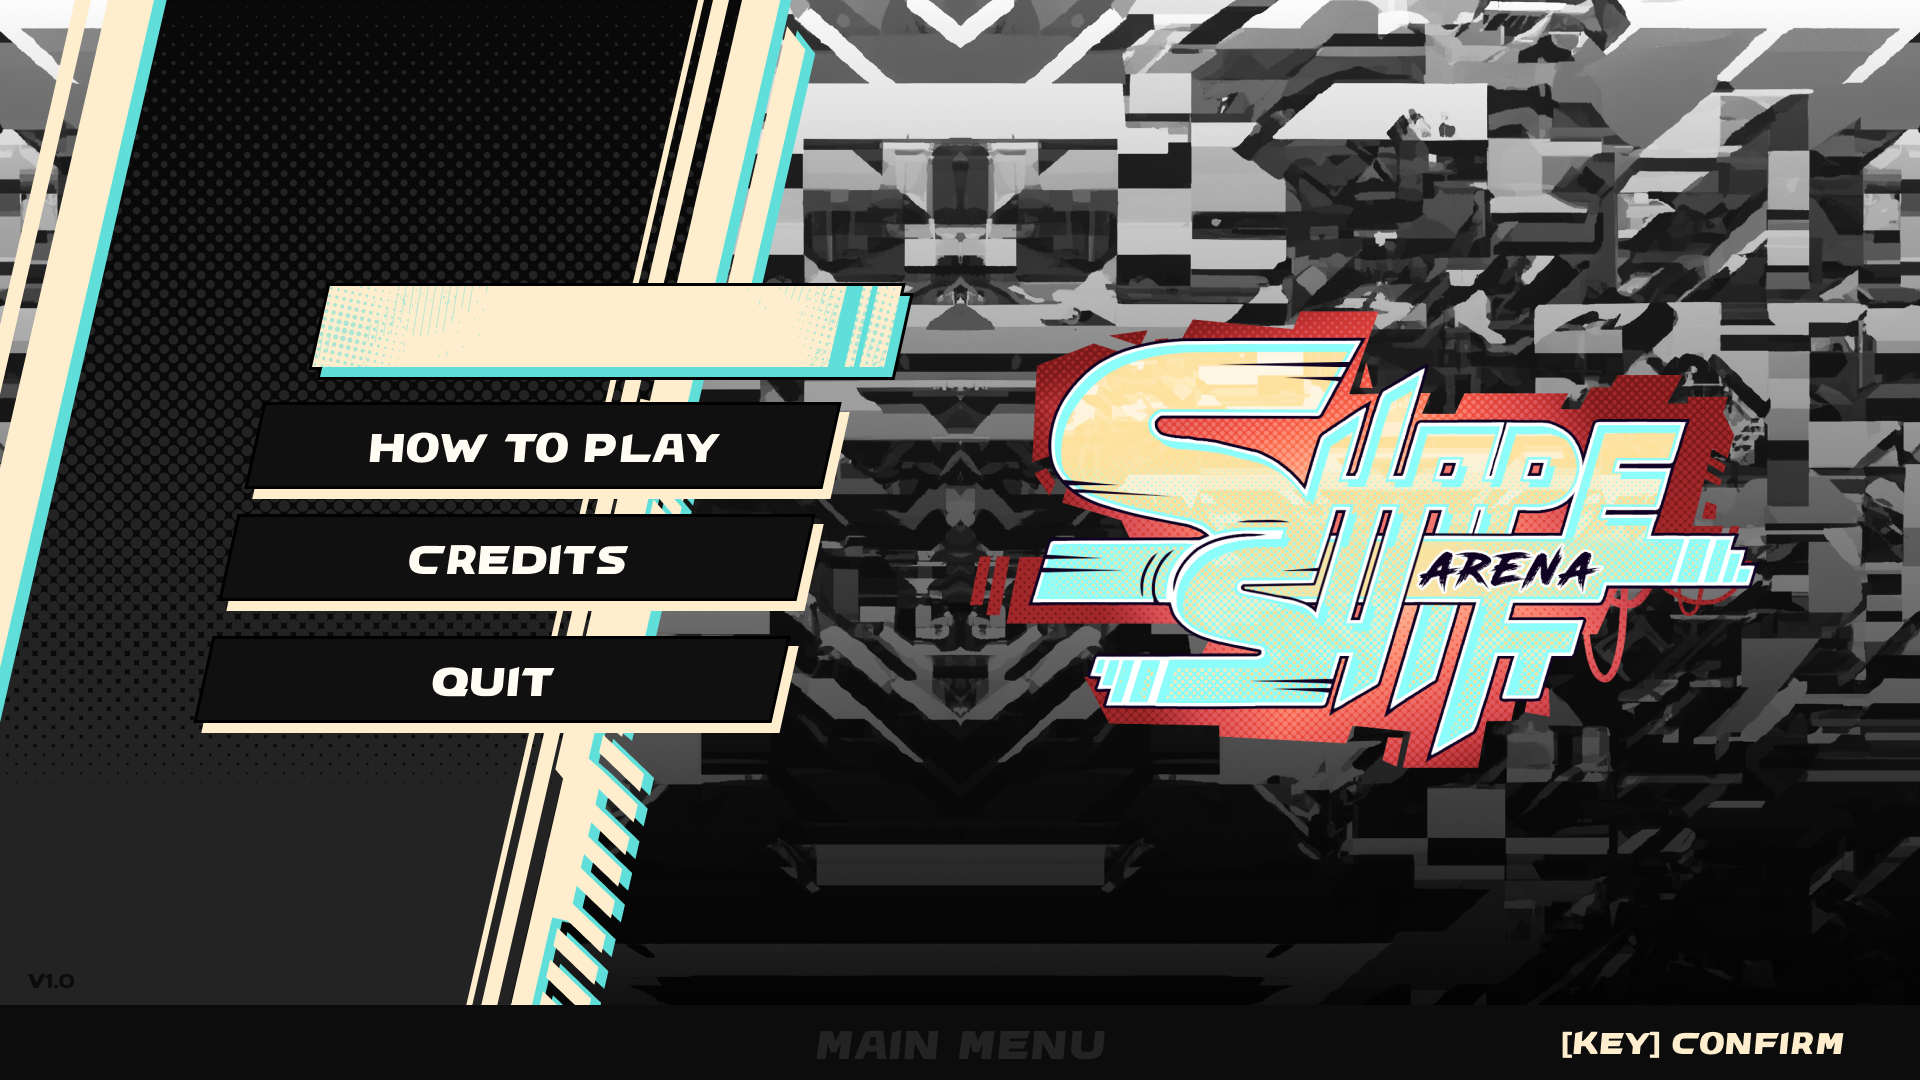 HOW TO PLAY
CREDITS
QUIT
SHAPE
ARENA
SHIFT
V1.0
MAIN MENU
[KEY] CONFIRM